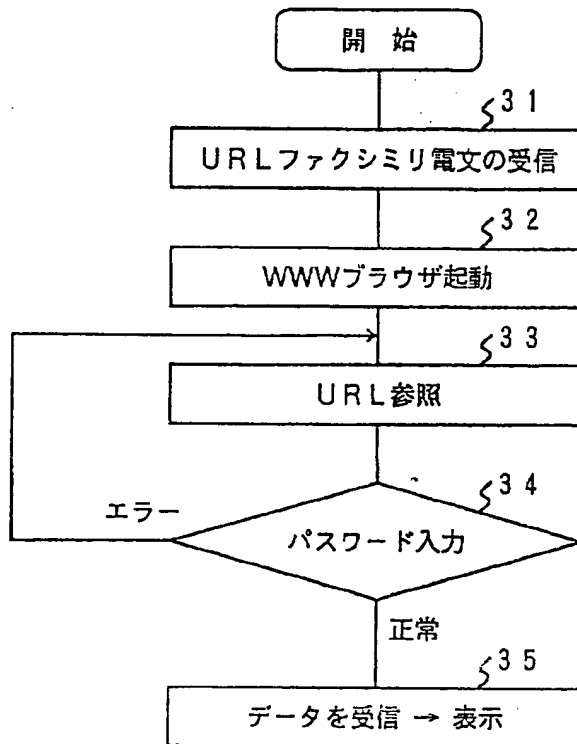 開 始
31
URLファクシミリ電文の受信
32
WWWブラウザ起動
33
URL参照
34
エラー
パスワード入力
正常
35
データを受信 → 表示